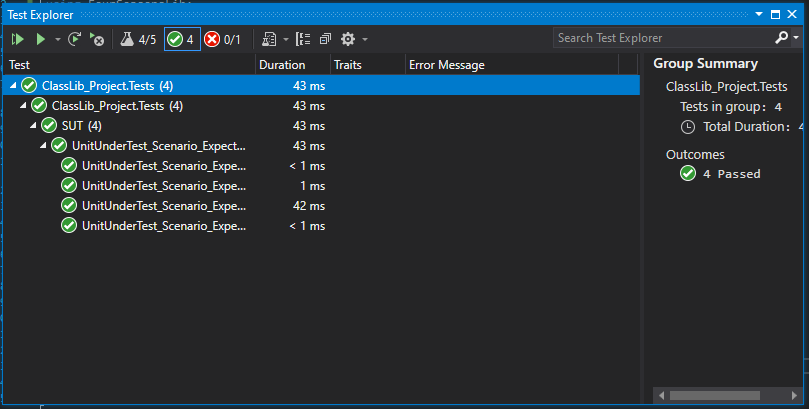 Test Explorer
4/5 4 0/1 Search Test Explorer
Test Duration Traits Error Message
ClassLib_Project.Tests (4) 43 ms
ClassLib_Project.Tests (4) 43 ms
SUT (4) 43 ms
UnitUnderTest_Scenario_Expect... 43 ms
UnitUnderTest_Scenario_Expe... < 1 ms
UnitUnderTest_Scenario_Expe... 1 ms
UnitUnderTest_Scenario_Expe... 42 ms
UnitUnderTest_Scenario_Expe... < 1 ms
Group Summary
ClassLib_Project.Tests
Tests in group: 4
Total Duration: 4
Outcomes
4 Passed